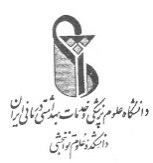 دانشگاه علوم پزشکی و خدمات بهداشتی درمانی ایران
دانشکده علوم توانبخشی